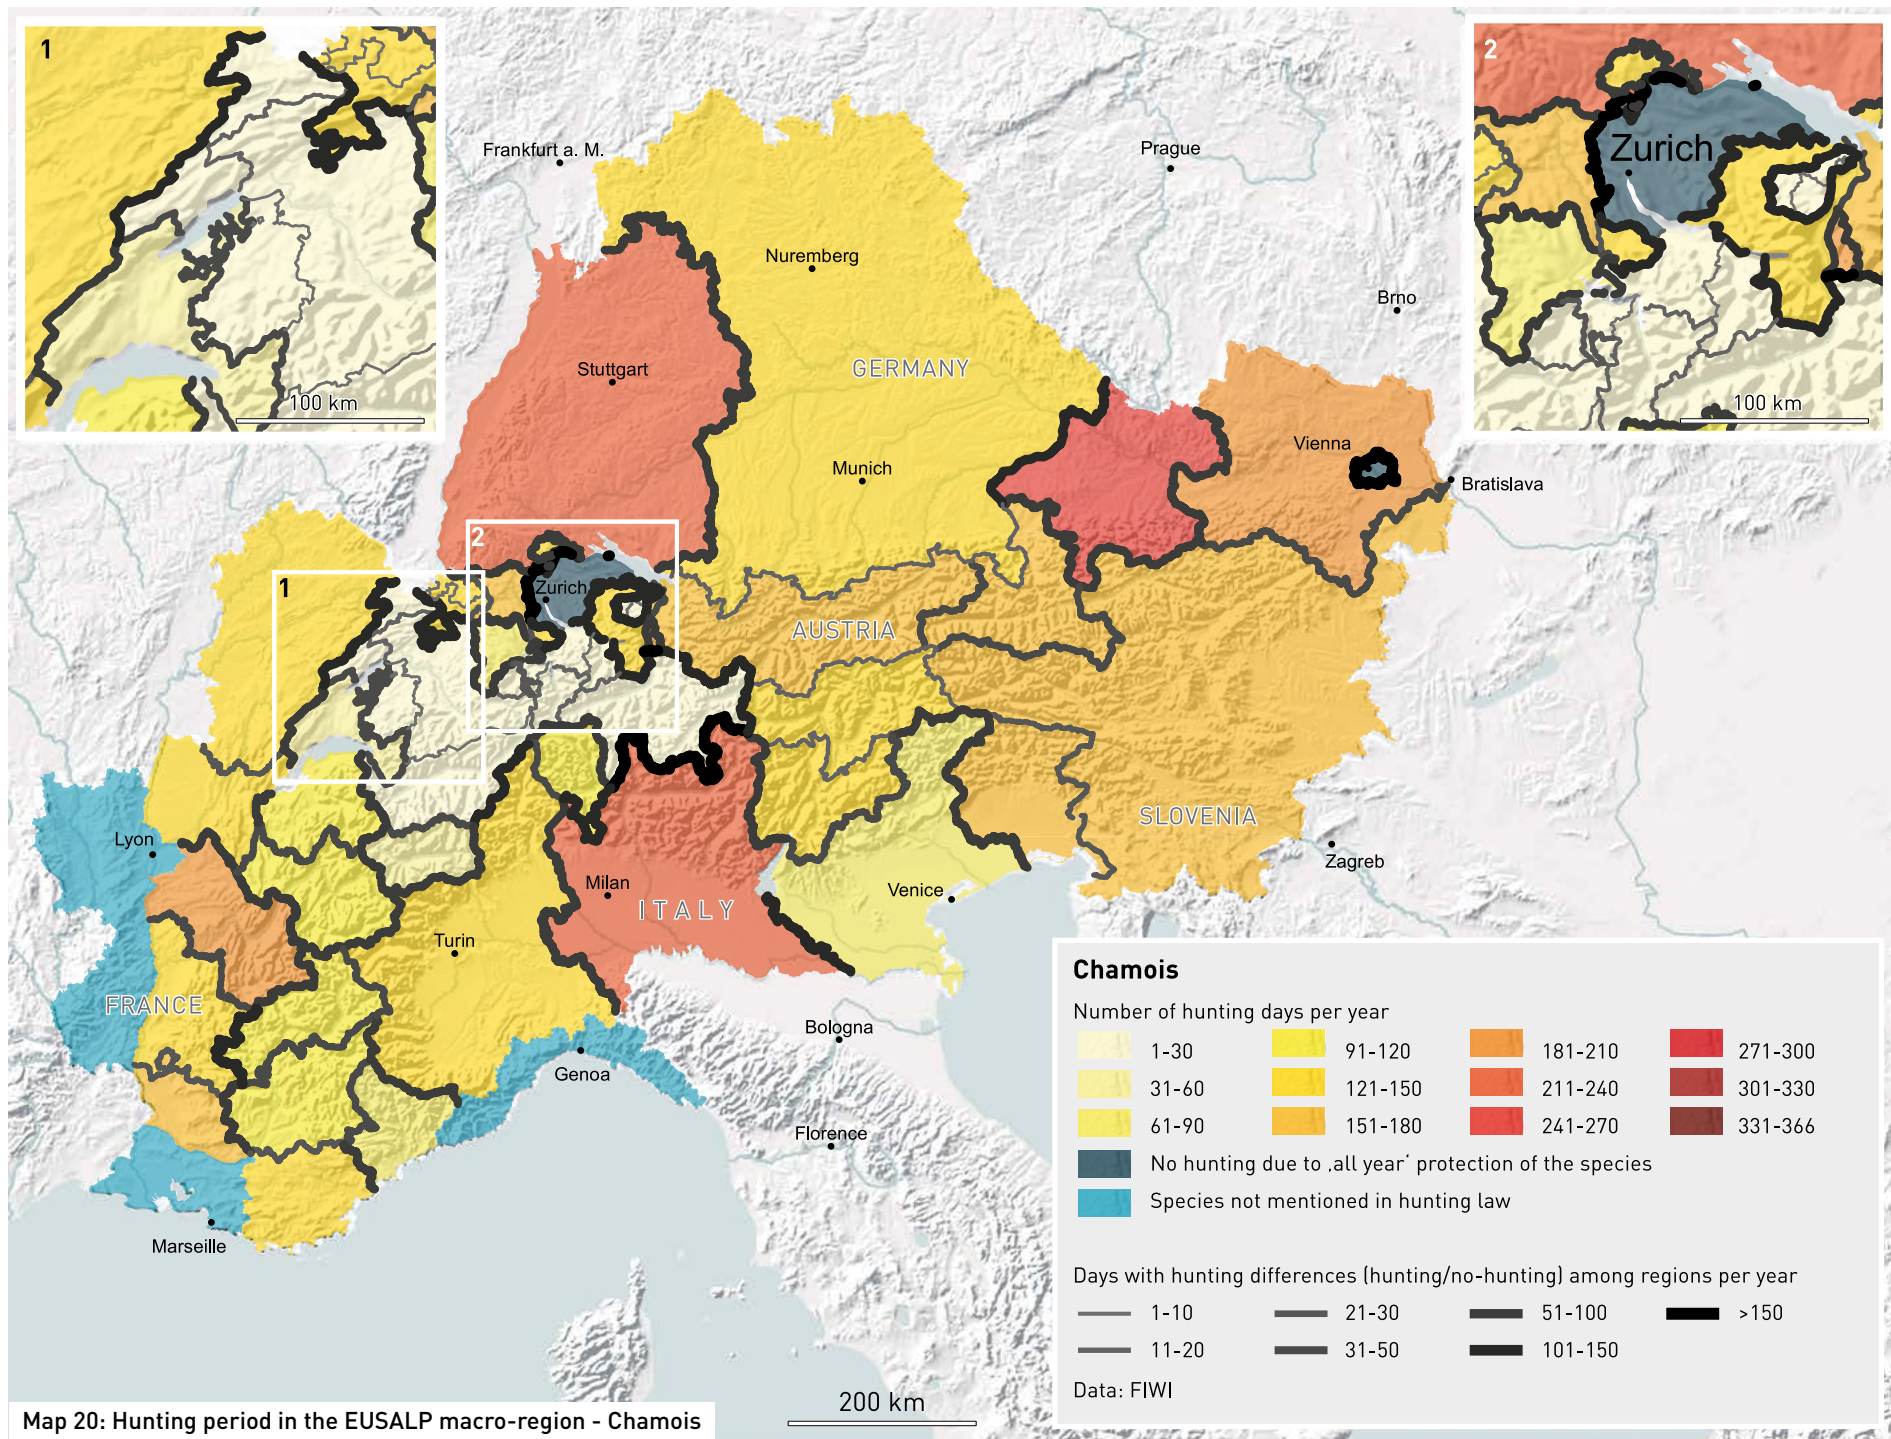 1
100 km
2
Zurich
100 km
Frankfurt a. M.
Prague
Nuremberg
Brno
Stuttgart
GERMANY
Vienna
Munich
Bratislava
2
1
Zurich
AUSTRIA
SLOVENIA
Lyon
Zagreb
Milan
Venice
ITALY
Turin
FRANCE
Bologna
Genoa
Florence
Marseille
Chamois
Number of hunting days per year
1-30 91-120 181-210 271-300
31-60 121-150 211-240 301-330
61-90 151-180 241-270 331-366
No hunting due to ‚all year‘ protection of the species
Species not mentioned in hunting law
Days with hunting differences (hunting/no-hunting) among regions per year
1-10 21-30 51-100 >150
11-20 31-50 101-150
Data: FIWI
200 km
Map 20: Hunting period in the EUSALP macro-region - Chamois